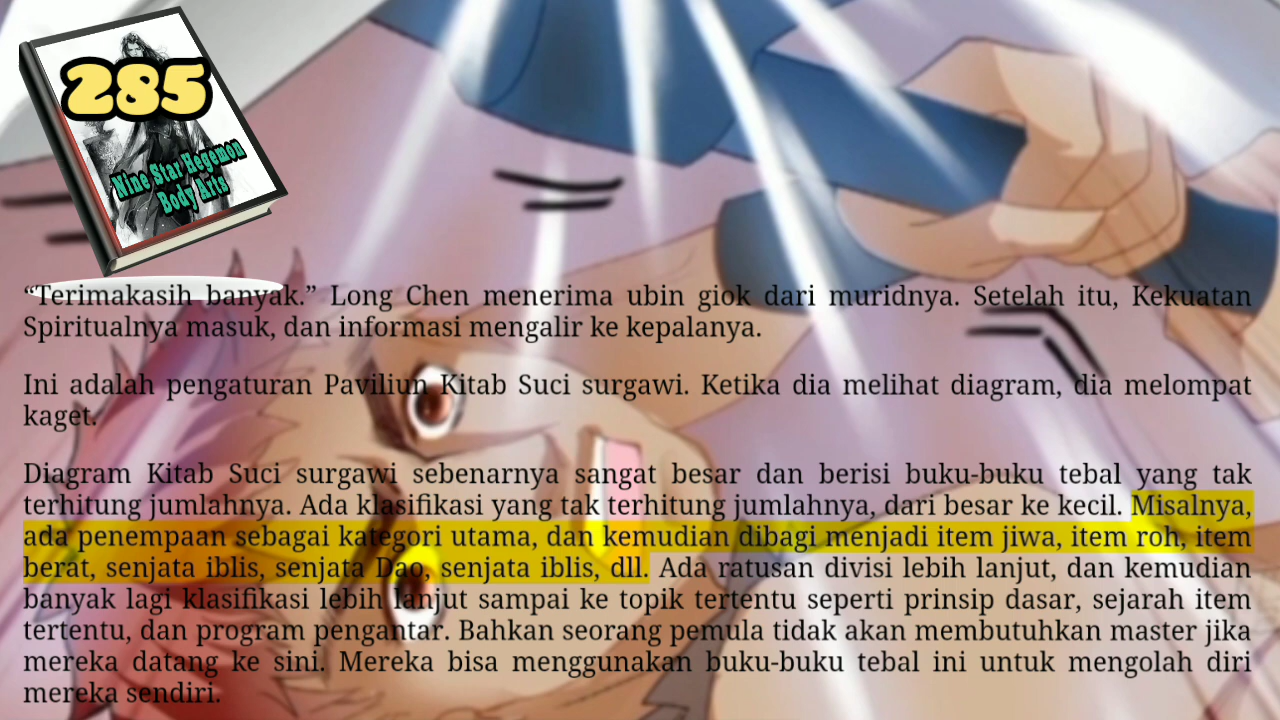 285
Nine Star Hegemon
Body Arts
“Terimakasih banyak.” Long Chen menerima ubin giok dari muridnya. Setelah itu, Kekuatan
Spiritualnya masuk, dan informasi mengalir ke kepalanya.
Ini adalah pengaturan Paviliun Kitab Suci surgawi. Ketika dia melihat diagram, dia melompat
kaget.
Diagram Kitab Suci surgawi sebenarnya sangat besar dan berisi buku-buku tebal yang tak
terhitung jumlahnya. Ada klasifikasi yang tak terhitung jumlahnya, dari besar ke kecil. Misalnya,
ada penempaan sebagai kategori utama, dan kemudian dibagi menjadi item jiwa, item roh, item
berat, senjata iblis, senjata Dao, senjata iblis, dll. Ada ratusan divisi lebih lanjut, dan kemudian
banyak lagi klasifikasi lebih lanjut sampai ke topik tertentu seperti prinsip dasar, sejarah item
tertentu, dan program pengantar. Bahkan seorang pemula tidak akan membutuhkan master jika
mereka datang ke sini. Mereka bisa menggunakan buku-buku tebal ini untuk mengolah diri
mereka sendiri.